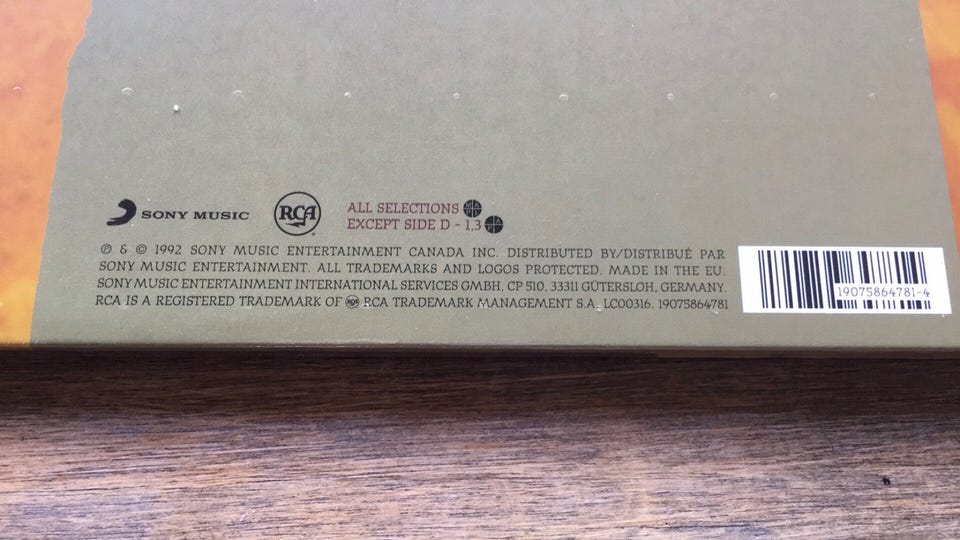 SONY MUSIC
RCA
ALL SELECTIONS
EXCEPT SIDE D - 1,3
℗ & © 1992 SONY MUSIC ENTERTAINMENT CANADA INC. DISTRIBUTED BY/DISTRIBUÉ PAR
SONY MUSIC ENTERTAINMENT. ALL TRADEMARKS AND LOGOS PROTECTED. MADE IN THE EU.
SONY MUSIC ENTERTAINMENT INTERNATIONAL SERVICES GMBH, CP 510, 33311 GÜTERSLOH, GERMANY.
RCA IS A REGISTERED TRADEMARK OF RCA TRADEMARK MANAGEMENT S.A. LC00316. 19075864781
19075864781-4